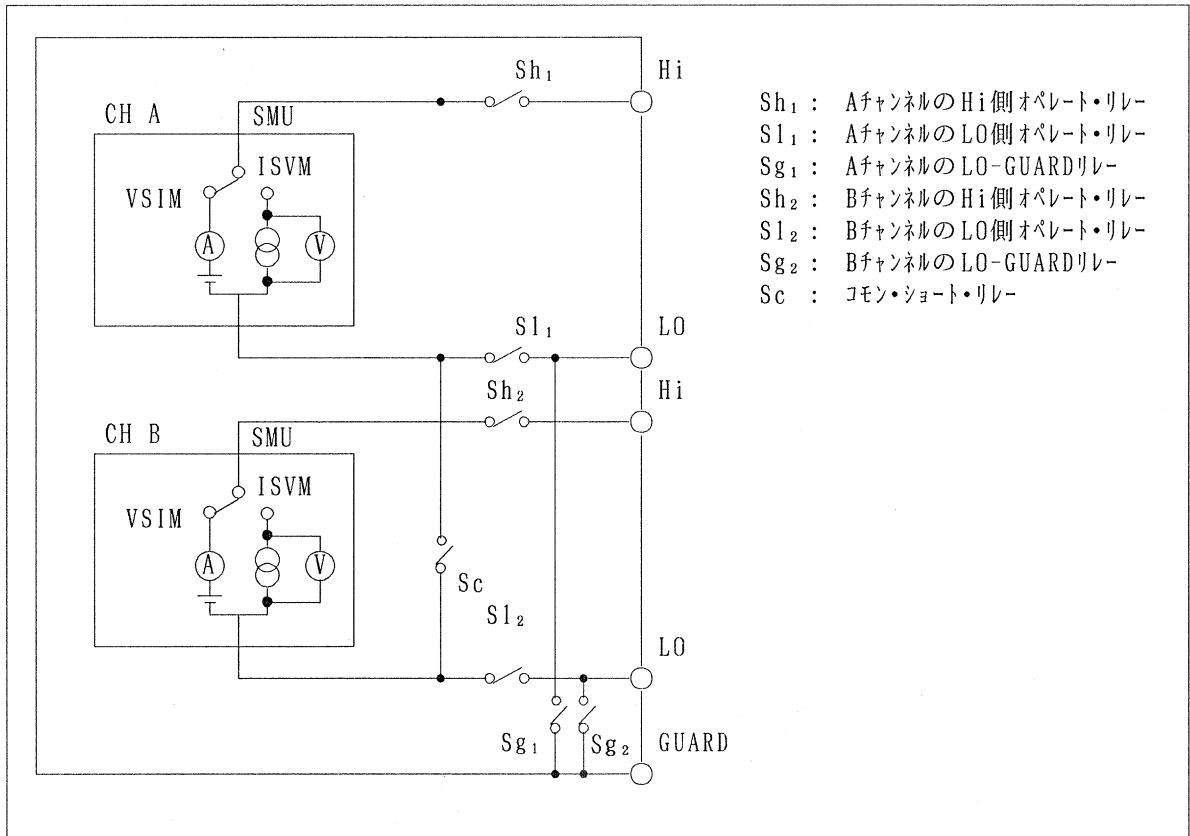 Sh₁
Hi
CH A
SMU
ISVM
VSIM
A
V
Sl₁
LO
Sh₂
Hi
CH B
SMU
ISVM
VSIM
A
V
Sc
Sl₂
LO
Sg₁
Sg₂
GUARD
Sh₁ : AﾁｬﾝﾈﾙのHi側ｵﾍﾟﾚｰﾄ・ﾘﾚｰ
Sl₁ : AﾁｬﾝﾈﾙのLO側ｵﾍﾟﾚｰﾄ・ﾘﾚｰ
Sg₁ : AﾁｬﾝﾈﾙのLO-GUARDﾘﾚｰ
Sh₂ : BﾁｬﾝﾈﾙのHi側ｵﾍﾟﾚｰﾄ・ﾘﾚｰ
Sl₂ : BﾁｬﾝﾈﾙのLO側ｵﾍﾟﾚｰﾄ・ﾘﾚｰ
Sg₂ : BﾁｬﾝﾈﾙのLO-GUARDﾘﾚｰ
Sc : ｺﾓﾝ・ｼｮｰﾄ・ﾘﾚｰ